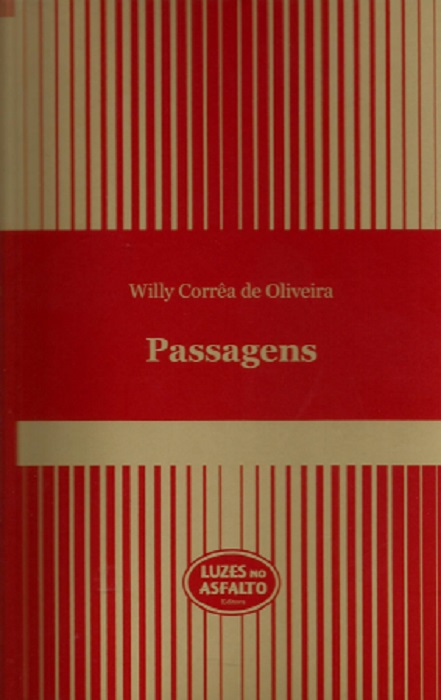 Willy Corrêa de Oliveira
Passagens
LUZES NO
ASFALTO
Editora